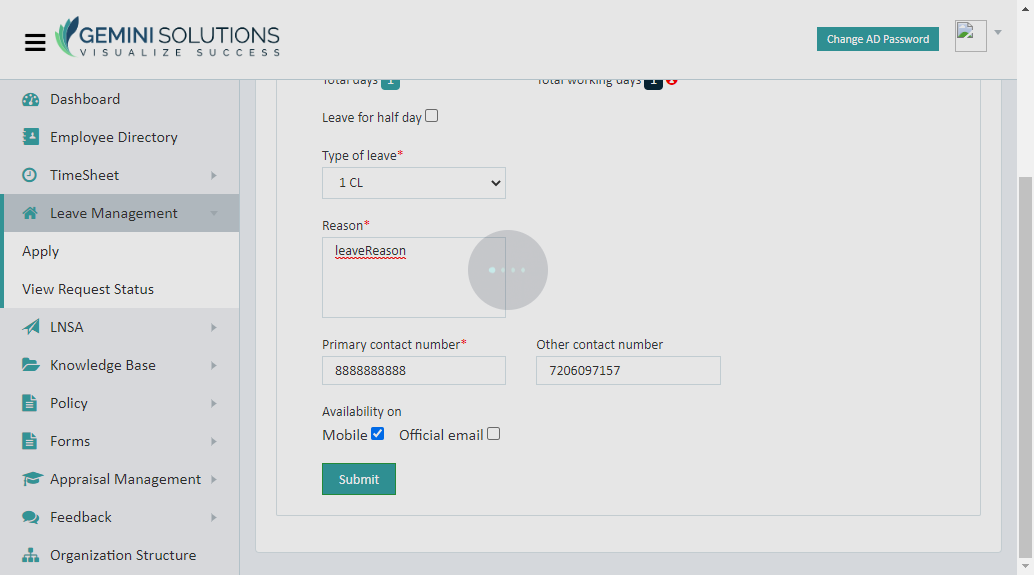 GEMINI SOLUTIONS
VISUALIZE SUCCESS
Change AD Password
Dashboard
Employee Directory
TimeSheet
Leave Management
Apply
View Request Status
LNSA
Knowledge Base
Policy
Forms
Appraisal Management
Feedback
Organization Structure
Total days 1
Total working days 1
Leave for half day
Type of leave*
1 CL
Reason*
leaveReason
Primary contact number*
8888888888
Other contact number
7206097157
Availability on
Mobile Official email
Submit